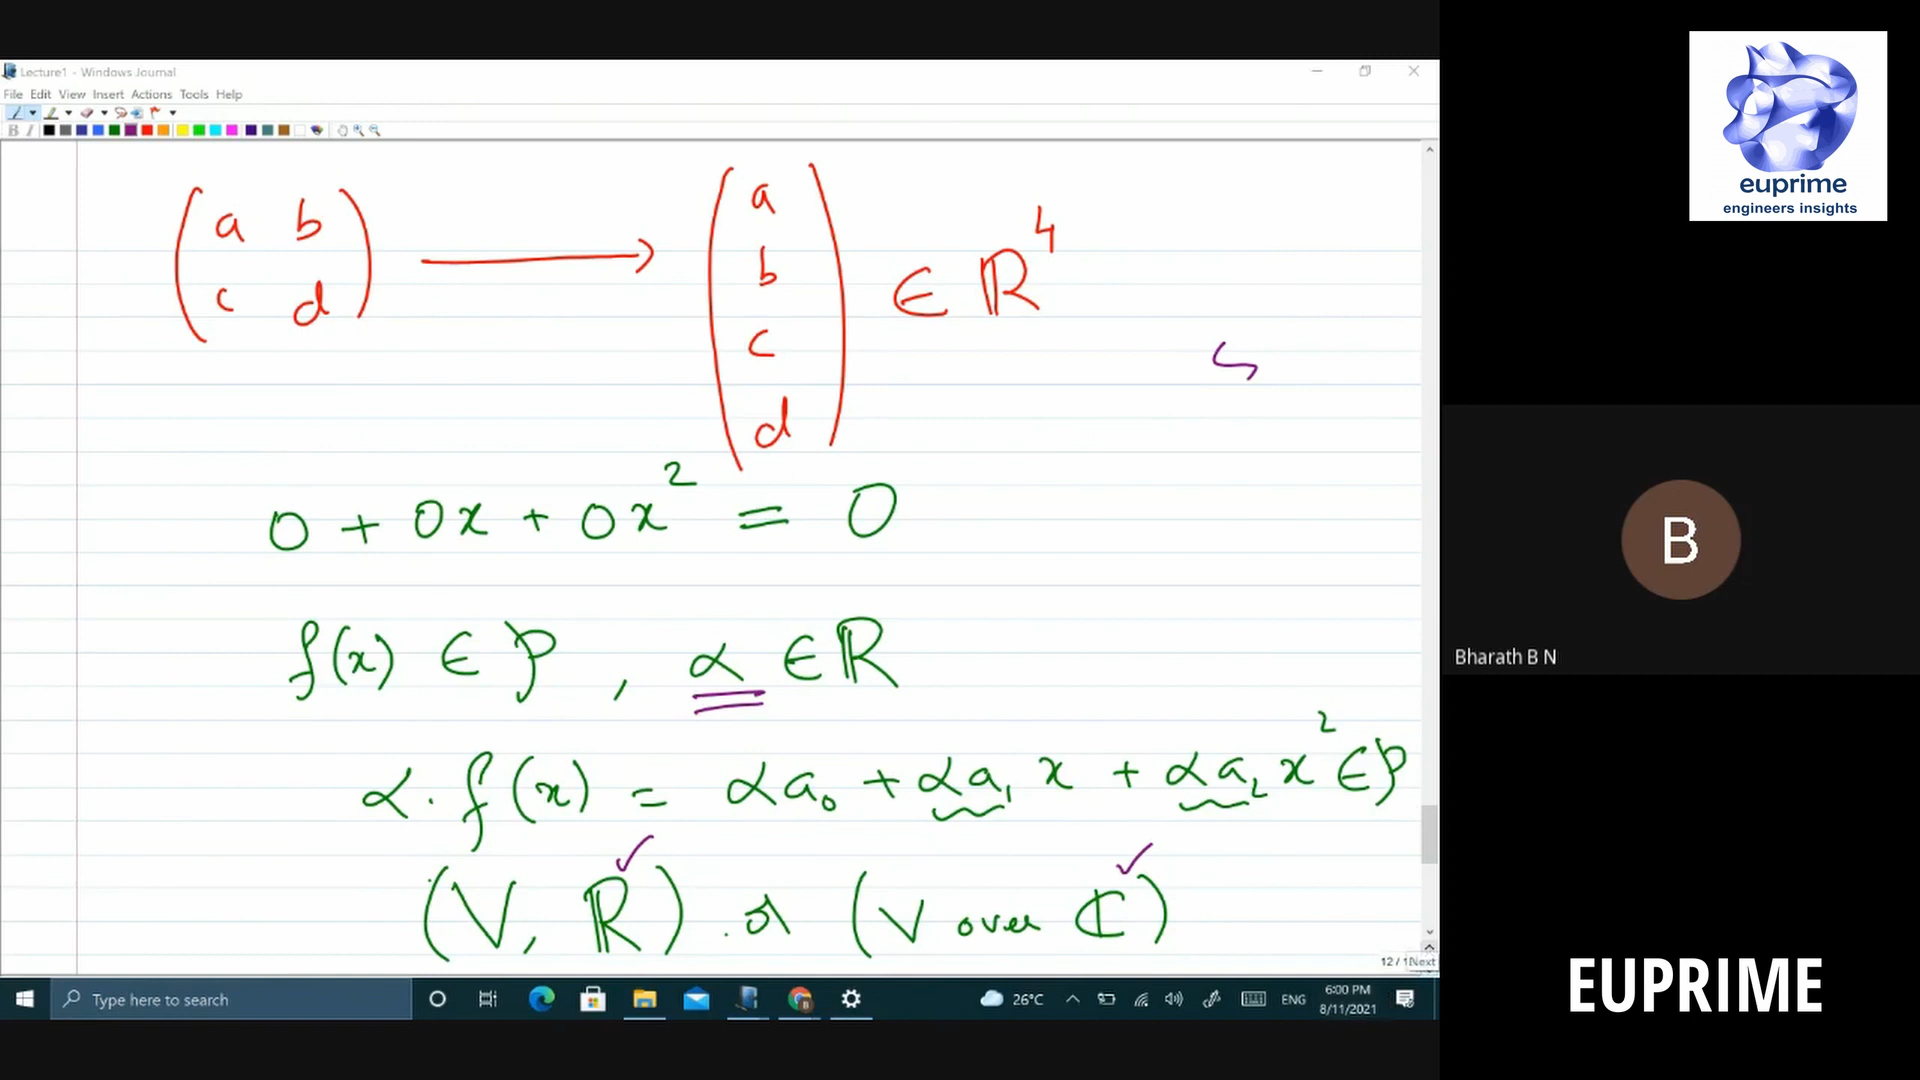 Lecture1 - Windows Journal
File Edit View Insert Actions Tools Help
B I
a b
c d
→
a
b
c
d
∈ ℝ⁴
0 + 0x + 0x² = 0
f(x) ∈ P , α ∈ ℝ
α . f(x) = αa₀ + αa₁ x + αa₂ x² ∈ P
(V, ℝ) or (V over ℂ)
12 / 1 Next
Type here to search
26°C
ENG
6:00 PM
8/11/2021
euprime
engineers insights
B
Bharath B N
EUPRIME